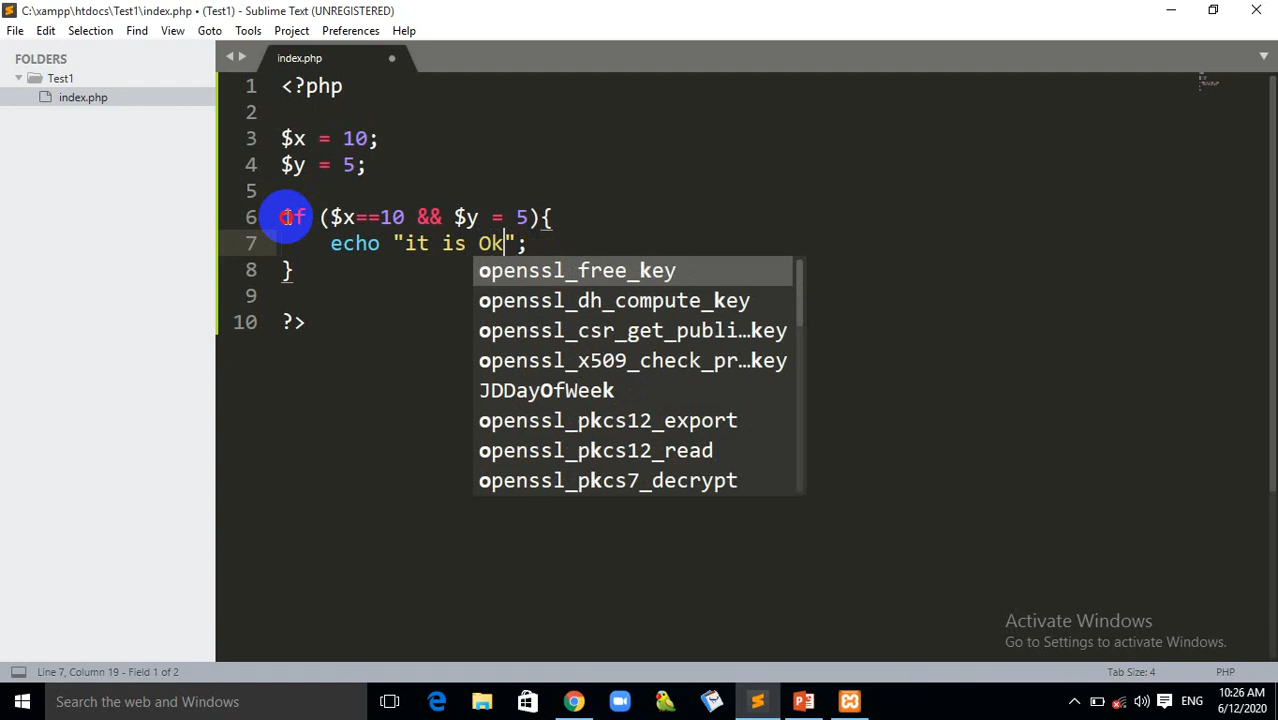 C:\xampp\htdocs\Test1\index.php • (Test1) - Sublime Text (UNREGISTERED)
File Edit Selection Find View Goto Tools Project Preferences Help
FOLDERS
Test1
index.php
index.php
1 <?php
2
3 $x = 10;
4 $y = 5;
5
6 if ($x==10 && $y = 5){
7 echo "it is Ok";
8 }
9
10 ?>
openssl_free_key
openssl_dh_compute_key
openssl_csr_get_publi…key
openssl_x509_check_pr…key
JDDayOfWeek
openssl_pkcs12_export
openssl_pkcs12_read
openssl_pkcs7_decrypt
Activate Windows
Go to Settings to activate Windows.
Line 7, Column 19 - Field 1 of 2
Tab Size: 4
PHP
Search the web and Windows
ENG
10:26 AM
6/12/2020